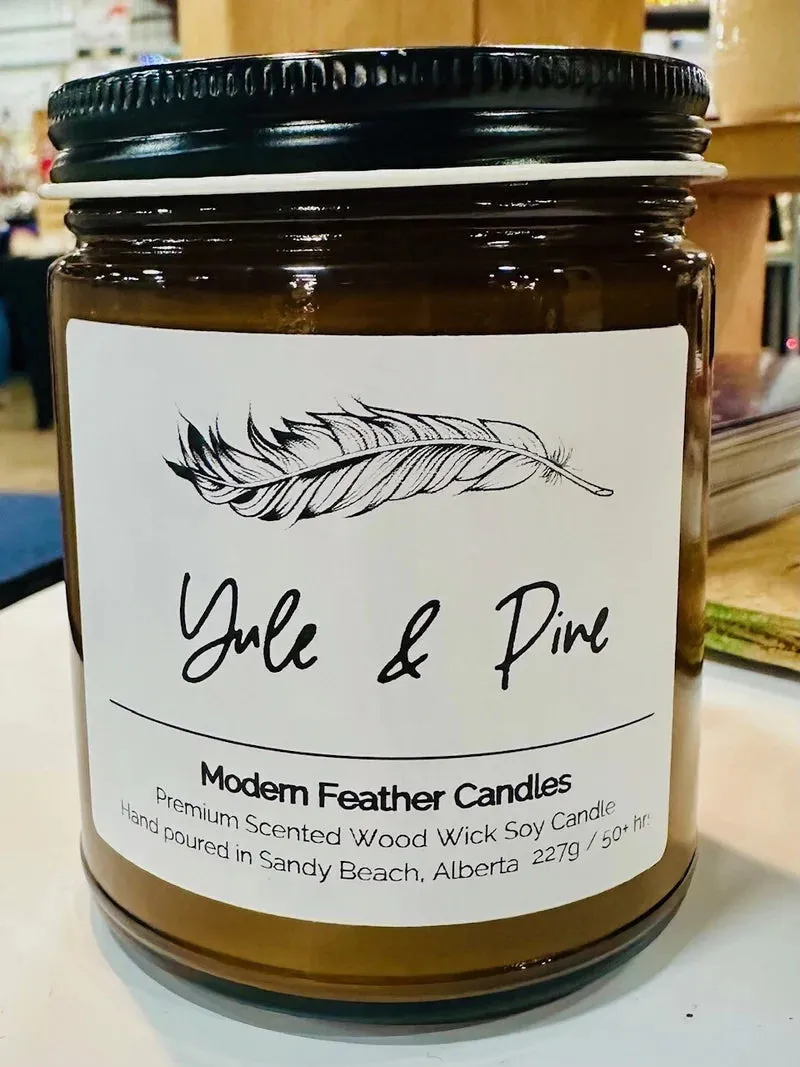 Yule & Pine
Modern Feather Candles
Premium Scented Wood Wick Soy Candle
Hand poured in Sandy Beach, Alberta 227g / 50+ hrs